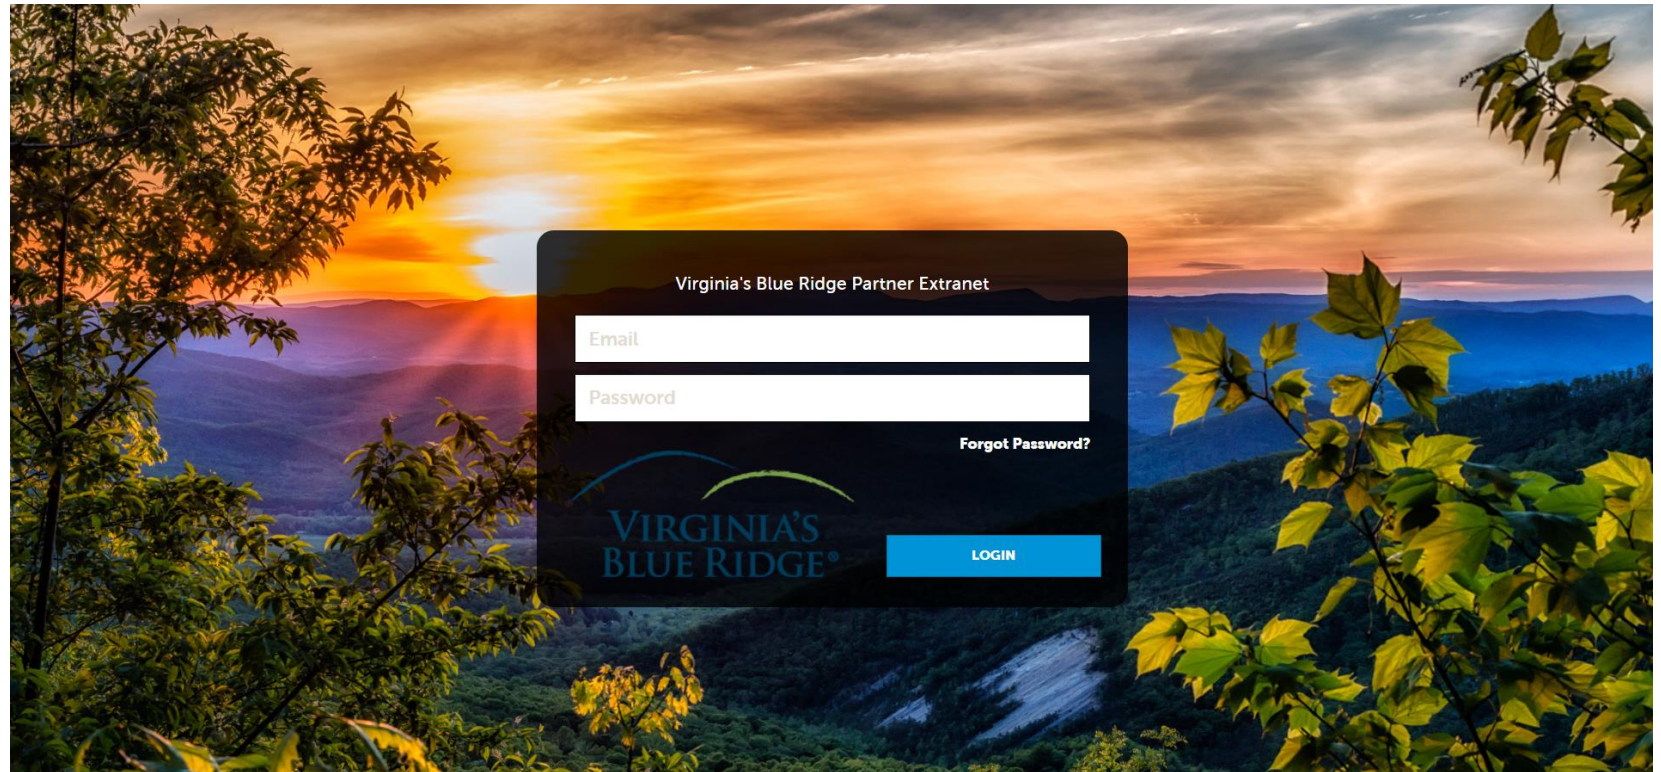 Virginia's Blue Ridge Partner Extranet
Email
Password
Forgot Password?
VIRGINIA'S
BLUE RIDGE®
LOGIN